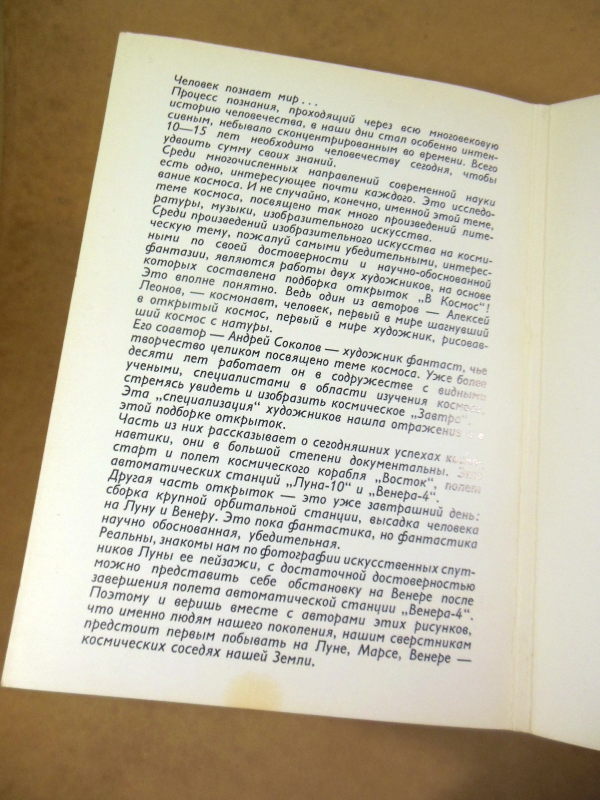 Человек познает мир...
Процесс познания, проходящий через всю многовековую
историю человечества, в наши дни стал особенно интен-
сивным, небывало сконцентрированным во времени. Всего
10—15 лет необходимо человечеству сегодня, чтобы
удвоить сумму своих знаний.
Среди многочисленных направлений современной науки
есть одно, интересующее почти каждого. Это исследо-
вание космоса. И не случайно, конечно, именной этой теме,
теме космоса, посвящено так много произведений лите-
ратуры, музыки, изобразительного искусства.
Среди произведений изобразительного искусства на косми-
ческую тему, пожалуй самыми убедительными, интерес-
ными по своей достоверности и научно-обоснованной
фантазии, являются работы двух художников, на основе
которых составлена подборка открыток „В Космос"!
Это вполне понятно. Ведь один из авторов — Алексей
Леонов, — космонавт, человек, первый в мире шагнувший
в открытый космос, первый в мире художник, рисовав-
ший космос с натуры.
Его соавтор — Андрей Соколов — художник фантаст, чье
творчество целиком посвящено теме космоса. Уже более
десяти лет работает он в содружестве с видными
учеными, специалистами в области изучения космоса,
стремясь увидеть и изобразить космическое „Завтра".
Эта „специализация" художников нашла отражение
этой подборке открыток.
Часть из них рассказывает о сегодняшних успехах
навтики, они в большой степени документальны. Это
старт и полет космического корабля „Восток", полет
автоматических станций „Луна-10" и „Венера-4".
Другая часть открыток — это уже завтрашний день:
сборка крупной орбитальной станции, высадка человека
на Луну и Венеру. Это пока фантастика, но фантастика
научно обоснованная, убедительная.
Реальны, знакомы нам по фотографии искусственных спут-
ников Луны ее пейзажи, с достаточной достоверностью
можно представить себе обстановку на Венере после
завершения полета автоматической станции „Венера-4".
Поэтому и веришь вместе с авторами этих рисунков,
что именно людям нашего поколения, нашим сверстникам
предстоит первым побывать на Луне, Марсе, Венере —
космических соседях нашей Земли.